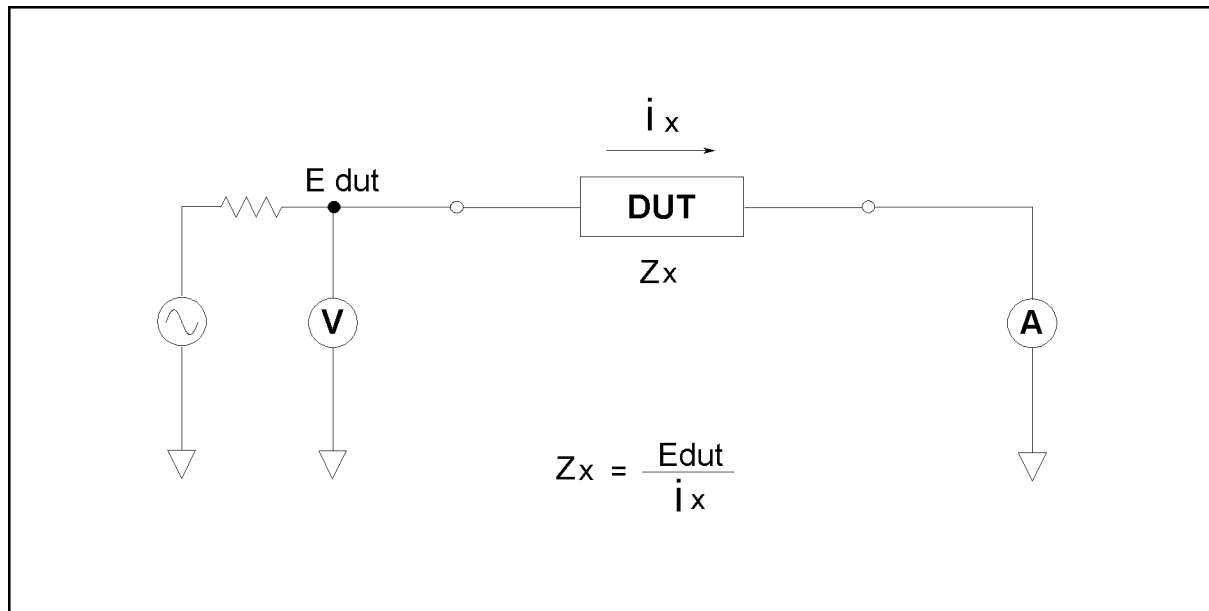 i x
E dut
DUT
Zx
V
A
Zx = Edut
i x